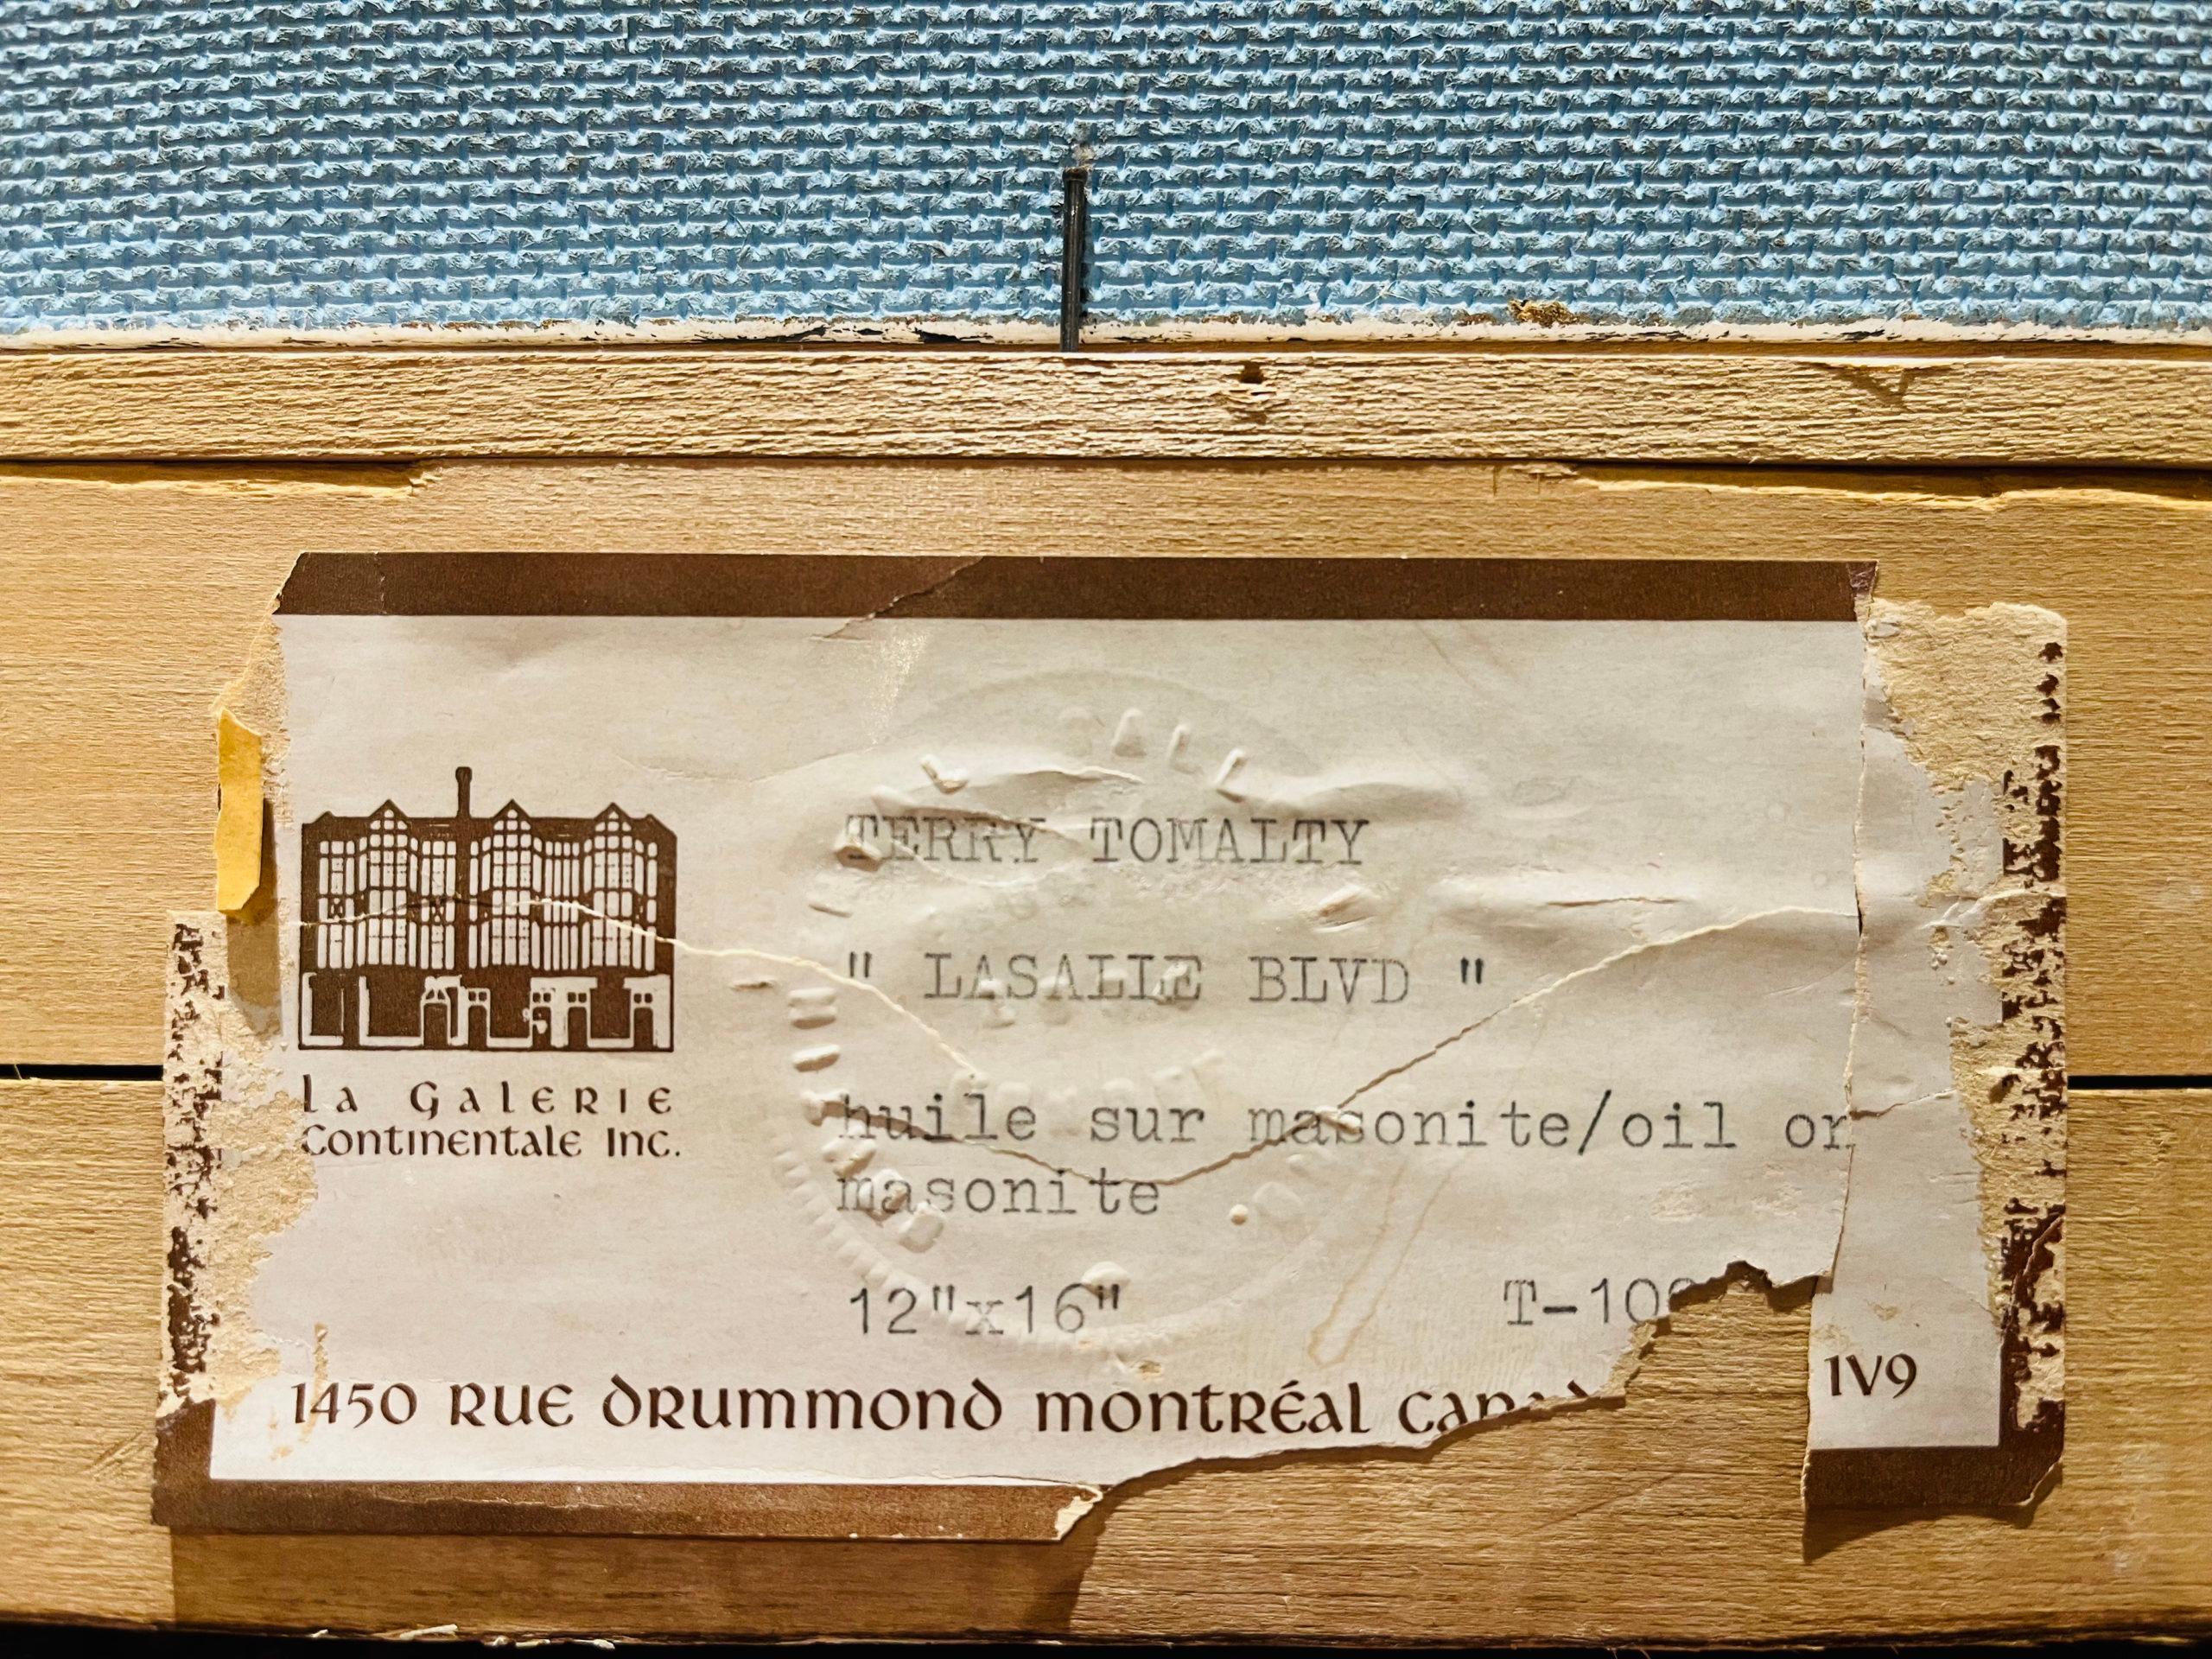 TERRY TOMALTY
" LASALLE BLVD "
La Galerie
Continentale Inc.
huile sur masonite/oil on
masonite
12"x16"
1450 Rue Drummond Montréal 1V9